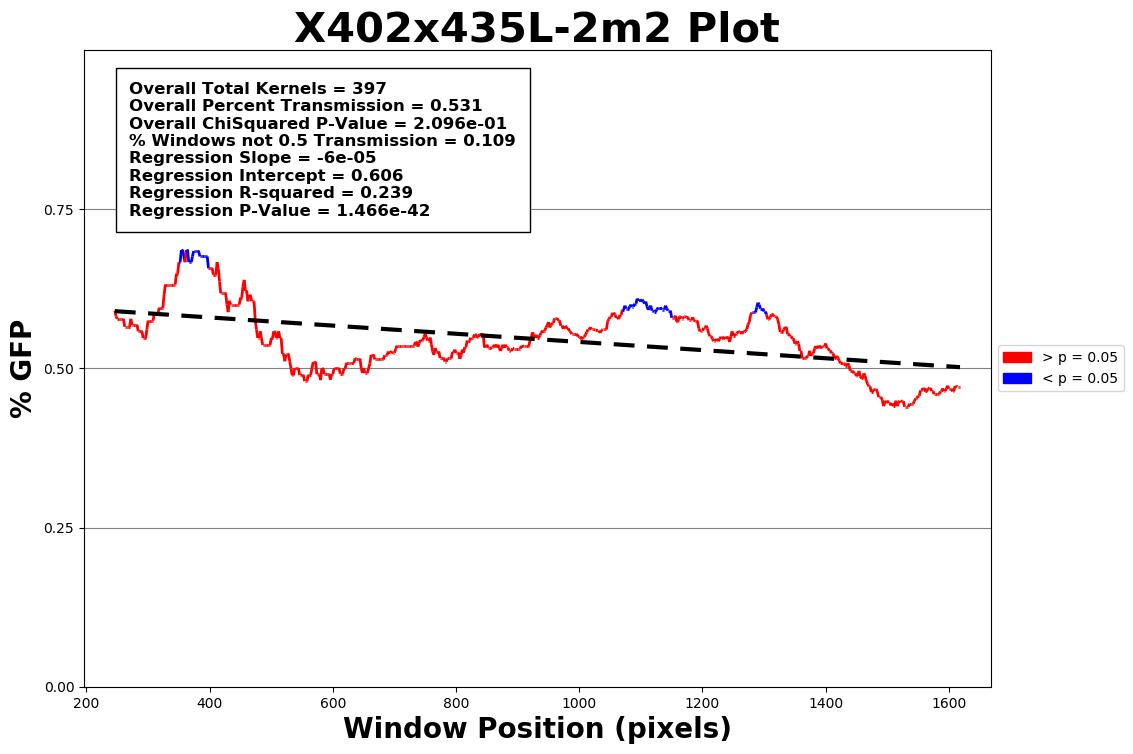 X402x435L-2m2 Plot
Overall Total Kernels = 397
Overall Percent Transmission = 0.531
Overall ChiSquared P-Value = 2.096e-01
% Windows not 0.5 Transmission = 0.109
Regression Slope = -6e-05
Regression Intercept = 0.606
Regression R-squared = 0.239
Regression P-Value = 1.466e-42
% GFP
0.75
0.50
0.25
0.00
> p = 0.05
< p = 0.05
200 400 600 800 1000 1200 1400 1600
Window Position (pixels)